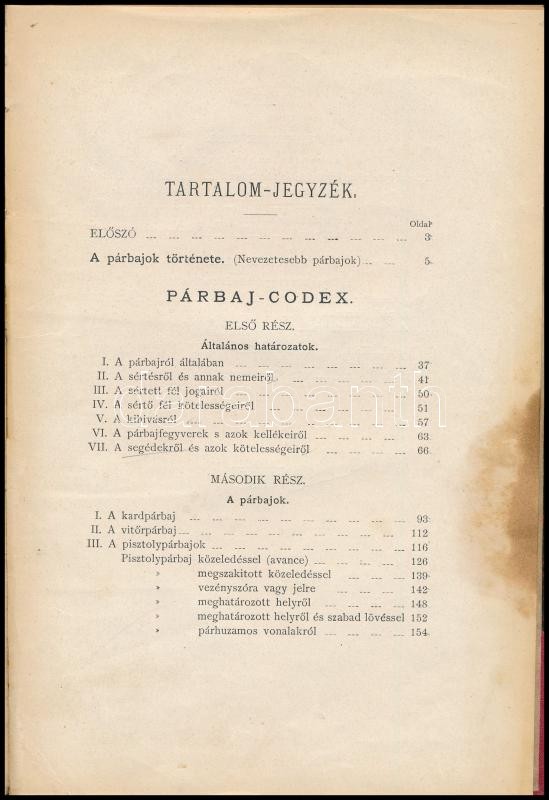 TARTALOM-JEGYZÉK.
Oldal
ELŐSZÓ 3
A párbajok története. (Nevezetesebb párbajok) 5
PÁRBAJ-CODEX.
ELSŐ RÉSZ.
Általános határozatok.
I. A párbajról általában 37
II. A sértésről és annak nemeiről 41
III. A sértett fél jogairól 50
IV. A sértő fél kötelességeiről 51
V. A kihivásról 57
VI. A párbajfegyverek s azok kellékeiről 63
VII. A segédekről és azok kötelességeiről 66
MÁSODIK RÉSZ.
A párbajok.
I. A kardpárbaj 93
II. A vitőrpárbaj 112
III. A pisztolypárbajok 116
Pisztolypárbaj közeledéssel (avance) 126
» megszakitott közeledéssel 139
» vezényszóra vagy jelre 142
» meghatározott helyről 148
» meghatározott helyről és szabad lövéssel 152
» párhuzamos vonalakról 154
Darabanth